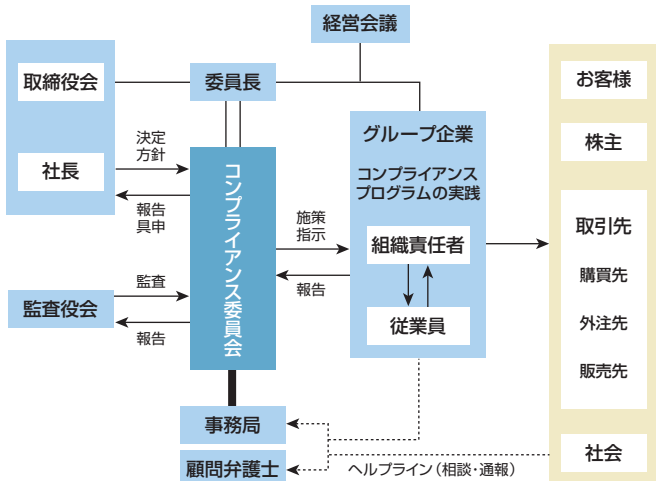 経営会議
取締役会
委員長
お客様
グループ企業
株主
決定
方針
社長
コンプライアンス
プログラムの実践
報告
具申
コンプライアンス委員会
施策
指示
組織責任者
取引先
購買先
監査
報告
監査役会
報告
従業員
外注先
販売先
事務局
顧問弁護士
社会
ヘルプライン（相談・通報）